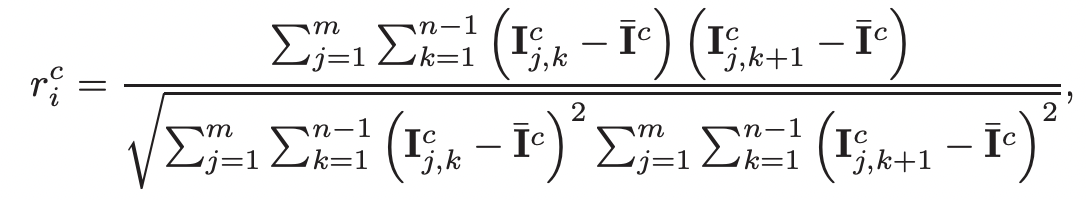 r_i^c = \frac{\sum_{j=1}^{m} \sum_{k=1}^{n-1} \left( \mathbf{I}_{j,k}^c - \bar{\mathbf{I}}^c \right) \left( \mathbf{I}_{j,k+1}^c - \bar{\mathbf{I}}^c \right)}{\sqrt{\sum_{j=1}^{m} \sum_{k=1}^{n-1} \left( \mathbf{I}_{j,k}^c - \bar{\mathbf{I}}^c \right)^2 \sum_{j=1}^{m} \sum_{k=1}^{n-1} \left( \mathbf{I}_{j,k+1}^c - \bar{\mathbf{I}}^c \right)^2}},